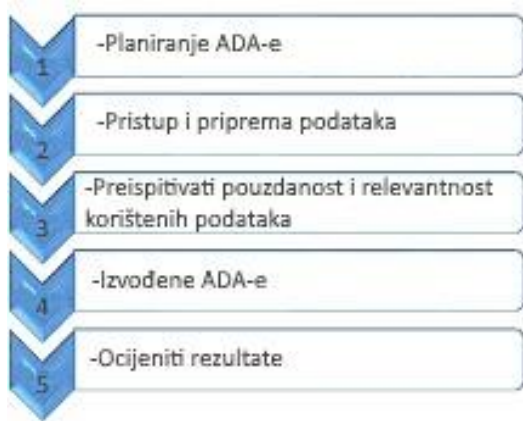 1
-Planiranje ADA-e
2
-Pristup i priprema podataka
3
-Preispitivati pouzdanost i relevantnost
korištenih podataka
4
-Izvođene ADA-e
5
-Ocijeniti rezultate